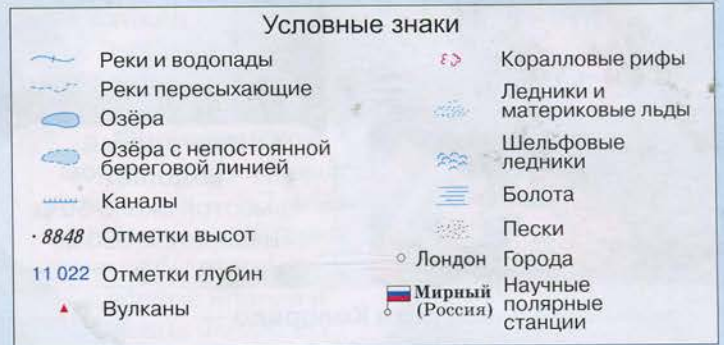 Условные знаки
Реки и водопады
Реки пересыхающие
Озёра
Озёра с непостоянной
береговой линией
Каналы
· 8848 Отметки высот
11 022 Отметки глубин
Вулканы
Коралловые рифы
Ледники и
материковые льды
Шельфовые
ледники
Болота
Пески
Лондон Города
Мирный
(Россия)
Научные
полярные
станции